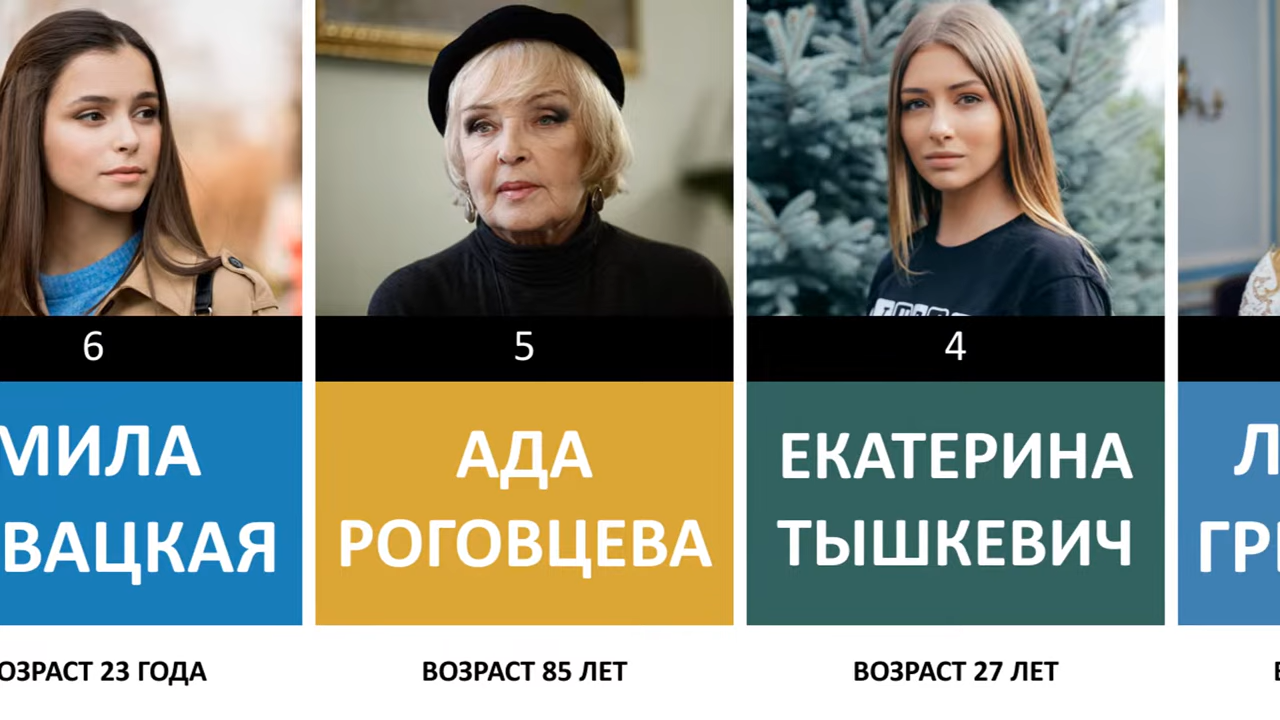 6
МИЛА
ВАЦКАЯ
ОЗРАСТ 23 ГОДА
5
АДА
РОГОВЦЕВА
ВОЗРАСТ 85 ЛЕТ
4
ЕКАТЕРИНА
ТЫШКЕВИЧ
ВОЗРАСТ 27 ЛЕТ
Л
ГР